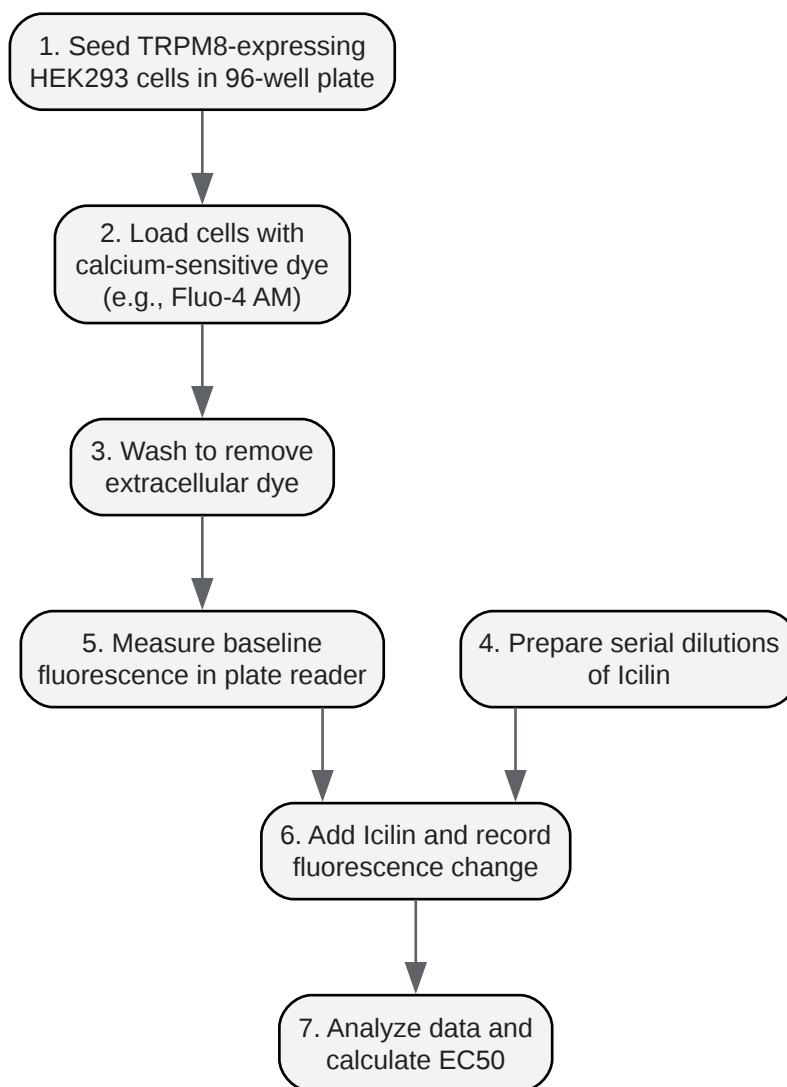 1. Seed TRPM8-expressing
HEK293 cells in 96-well plate
2. Load cells with
calcium-sensitive dye
(e.g., Fluo-4 AM)
3. Wash to remove
extracellular dye
5. Measure baseline
fluorescence in plate reader
4. Prepare serial dilutions
of Icilin
6. Add Icilin and record
fluorescence change
7. Analyze data and
calculate EC50